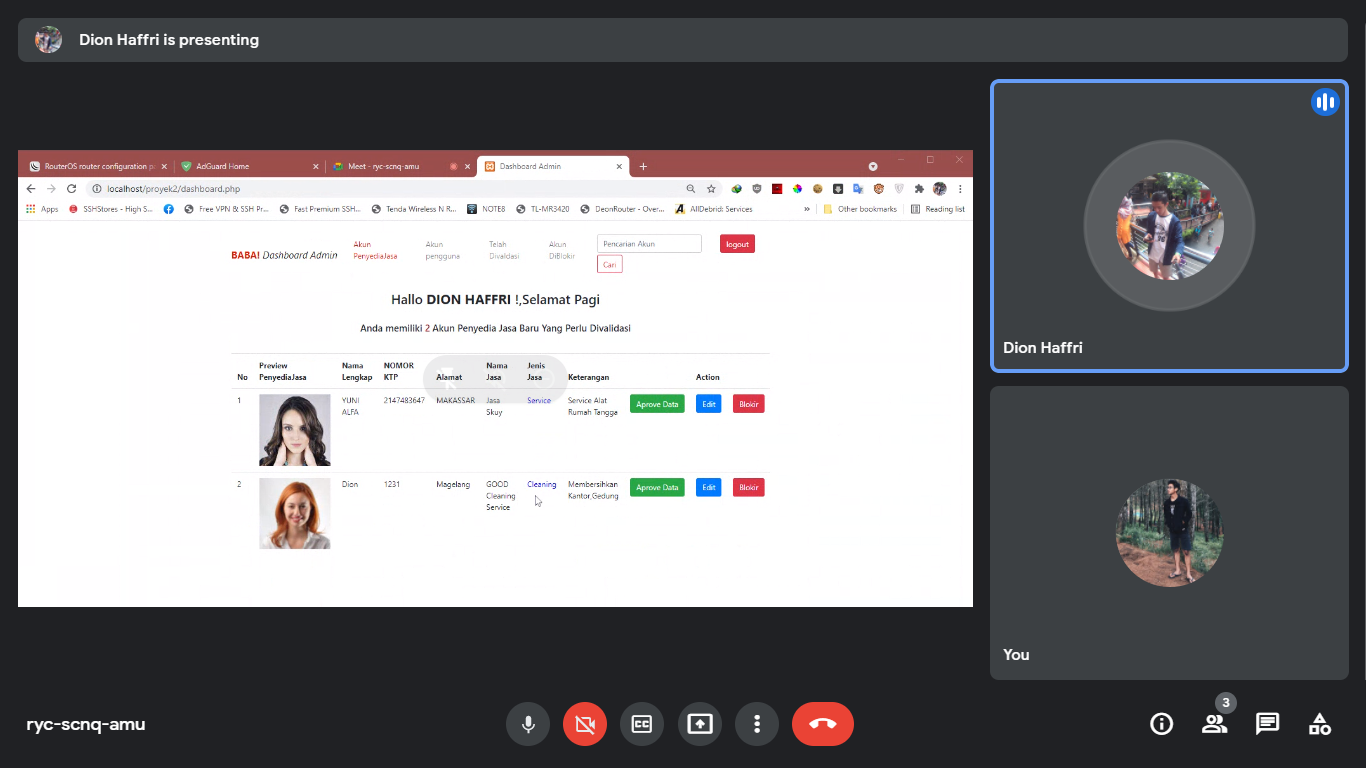 Dion Haffri is presenting
RouterOS router configuration p
AdGuard Home
Meet - ryc-scnq-amu
Dashboard Admin
localhost/proyek2/dashboard.php
Apps
SSHStores - High S...
Free VPN & SSH Pr...
Fast Premium SSH...
Tenda Wireless N R...
NOTE8
TL-MR3420
DeonRouter - Over...
AllDebrid: Services
»
Other bookmarks
Reading list
BABA! Dashboard Admin
Akun PenyediaJasa
Akun pengguna
Telah Divaldasi
Akun DiBlokir
Pencarian Akun
Cari
logout
Hallo DION HAFFRI !,Selamat Pagi
Anda memiliki 2 Akun Penyedia Jasa Baru Yang Perlu Divalidasi
No Preview PenyediaJasa Nama Lengkap NOMOR KTP Alamat Nama Jasa Jenis Jasa Keterangan Action
1 YUNI ALFA 2147483647 MAKASSAR Jasa Skuy Service Service Alat Rumah Tangga Aprove Data Edit Blokir
2 Dion 1231 Magelang GOOD Cleaning Service Cleaning Membersihkan Kantor,Gedung Aprove Data Edit Blokir
Dion Haffri
You
ryc-scnq-amu
CC
3